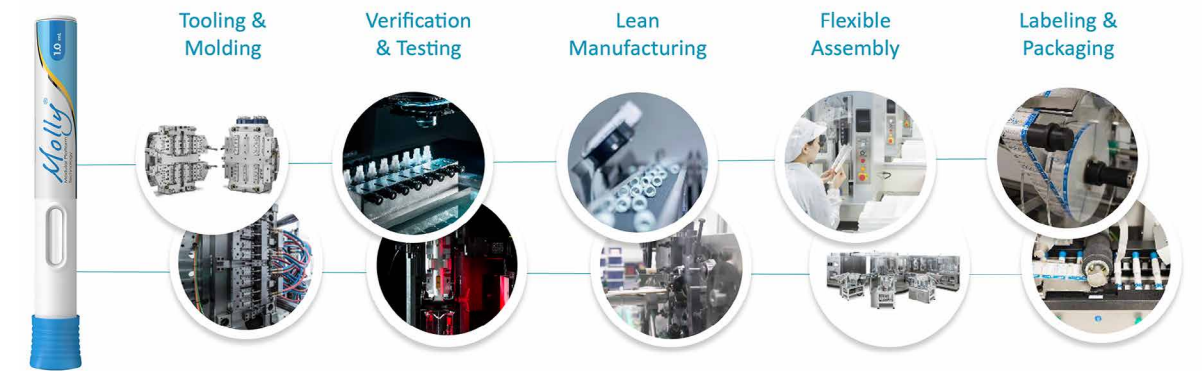 Tooling &
Molding
Verification
& Testing
Lean
Manufacturing
Flexible
Assembly
Labeling &
Packaging
1.0 mL
Molly®